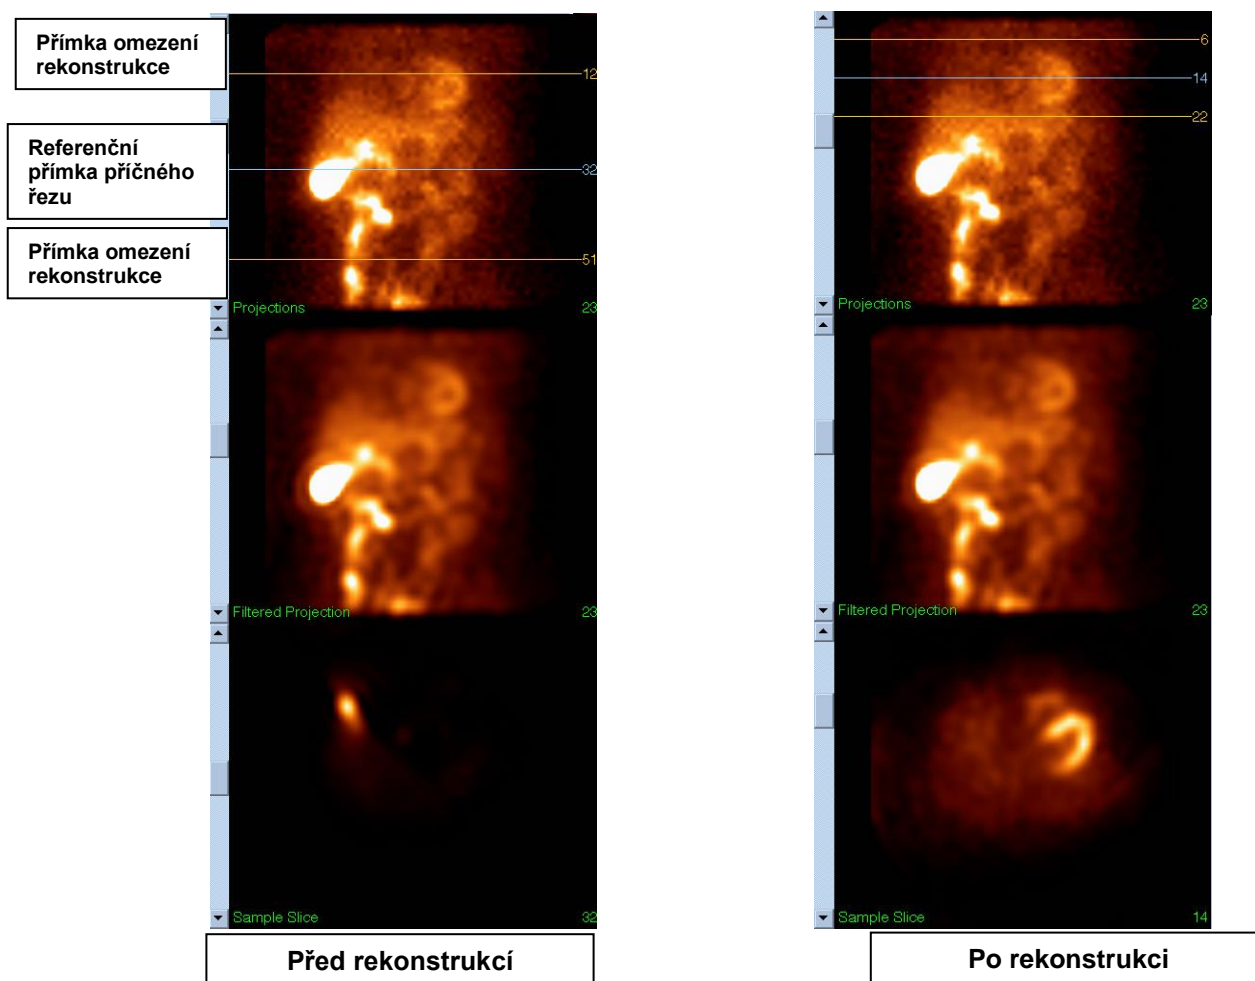 Přímka omezení
rekonstrukce
12
Referenční
přímka příčného
řezu
32
Přímka omezení
rekonstrukce
51
Projections 23
Filtered Projection 23
Sample Slice 32
Před rekonstrukcí
6
14
22
Projections 23
Filtered Projection 23
Sample Slice 14
Po rekonstrukci